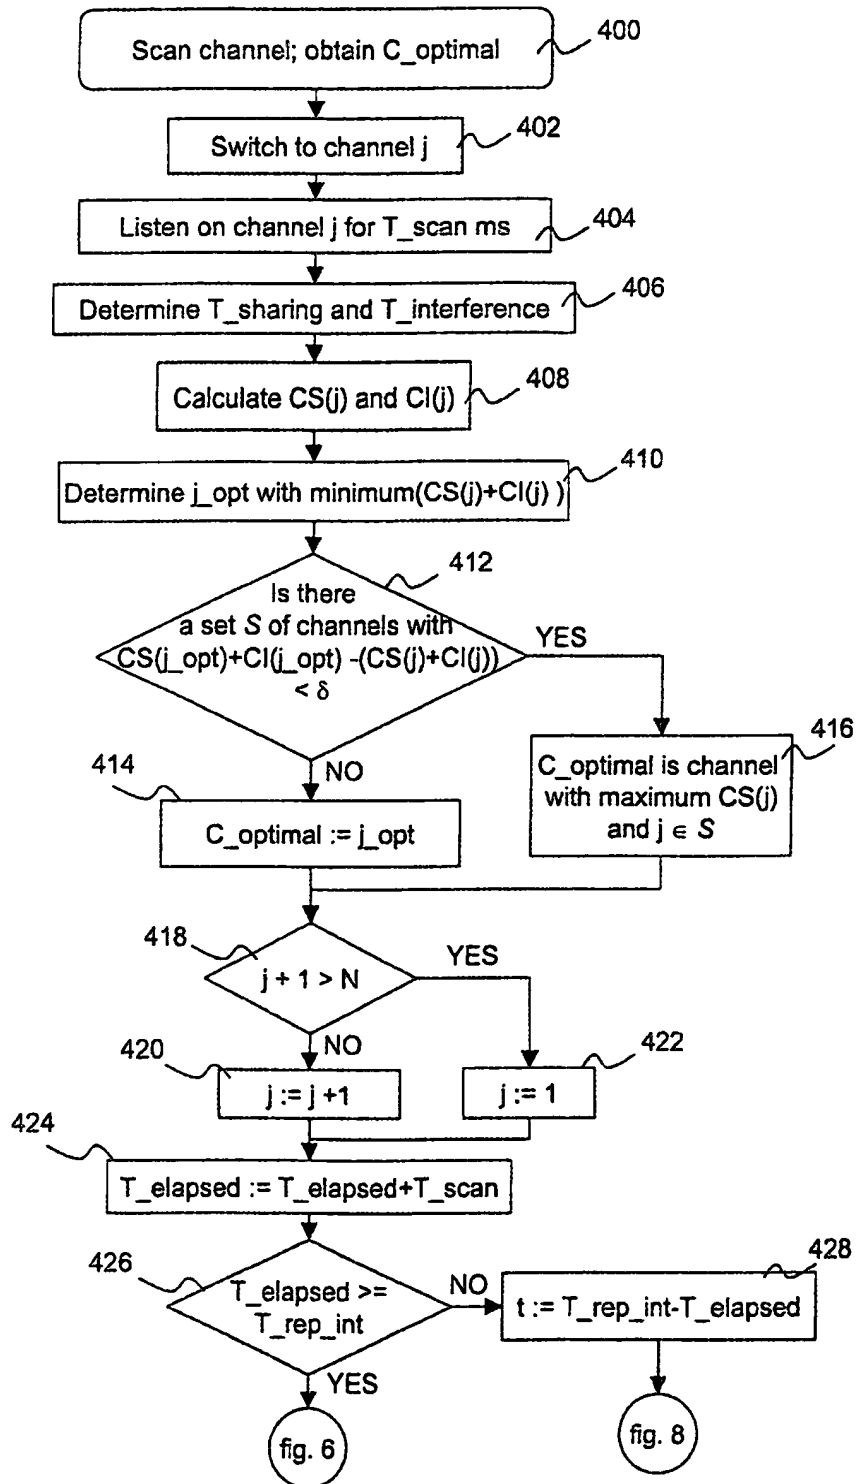 Scan channel; obtain C_optimal
400
Switch to channel j
402
Listen on channel j for T_scan ms
404
Determine T_sharing and T_interference
406
Calculate CS(j) and CI(j)
408
Determine j_opt with minimum(CS(j)+CI(j) )
410
412
Is there
a set S of channels with
CS(j_opt)+CI(j_opt) -(CS(j)+CI(j))
< δ
YES
NO
414
C_optimal := j_opt
416
C_optimal is channel
with maximum CS(j)
and j ∈ S
418
j + 1 > N
YES
NO
420
j := j +1
422
j := 1
424
T_elapsed := T_elapsed+T_scan
426
T_elapsed >=
T_rep_int
NO
428
t := T_rep_int-T_elapsed
YES
fig. 6
fig. 8